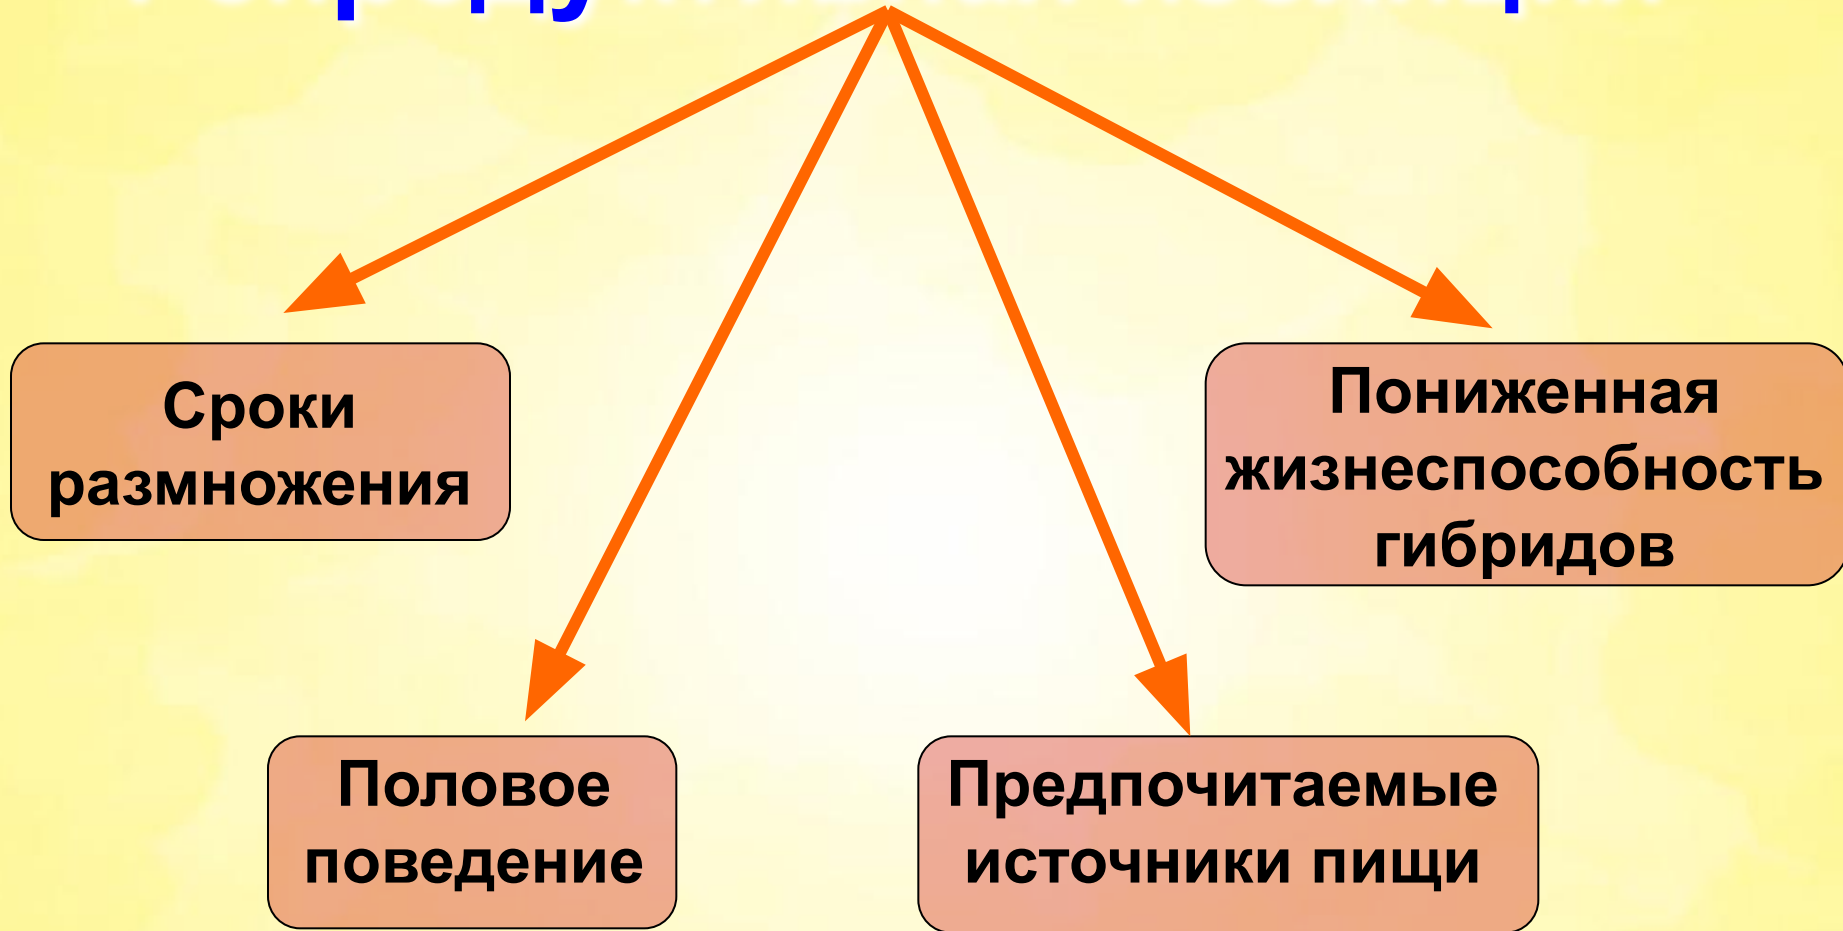 Сроки
размножения
Пониженная
жизнеспособность
гибридов
Половое
поведение
Предпочитаемые
источники пищи